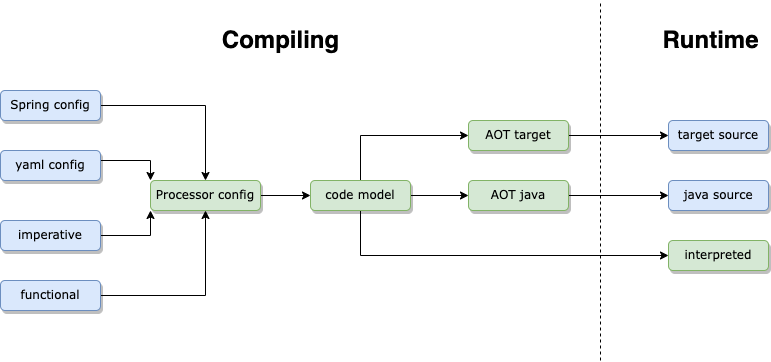 Compiling
Runtime
Spring config
yaml config
imperative
functional
Processor config
code model
AOT target
AOT java
target source
java source
interpreted